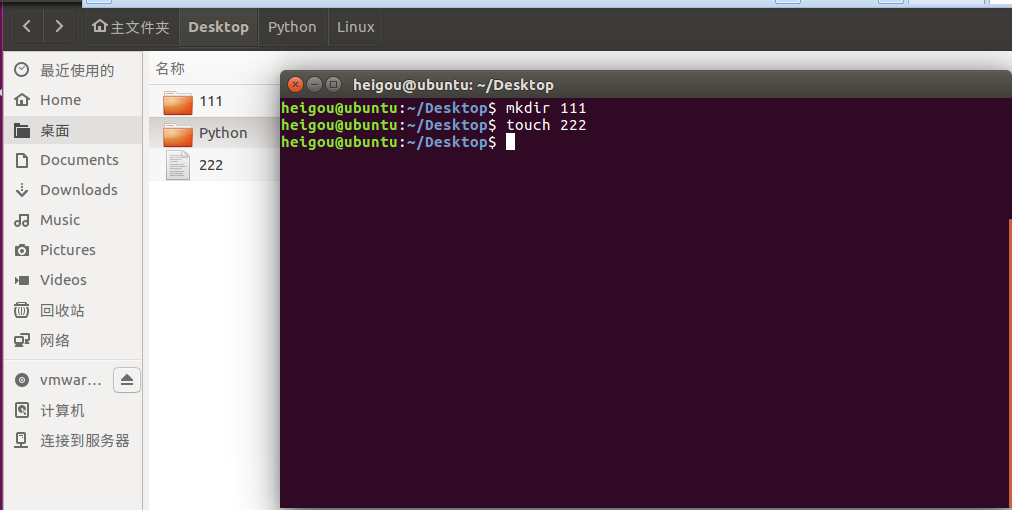 主文件夹 Desktop Python Linux
最近使用的
Home
桌面
Documents
Downloads
Music
Pictures
Videos
回收站
网络
vmwar...
计算机
连接到服务器
名称
111
Python
222
heigou@ubuntu: ~/Desktop
heigou@ubuntu:~/Desktop$ mkdir 111
heigou@ubuntu:~/Desktop$ touch 222
heigou@ubuntu:~/Desktop$